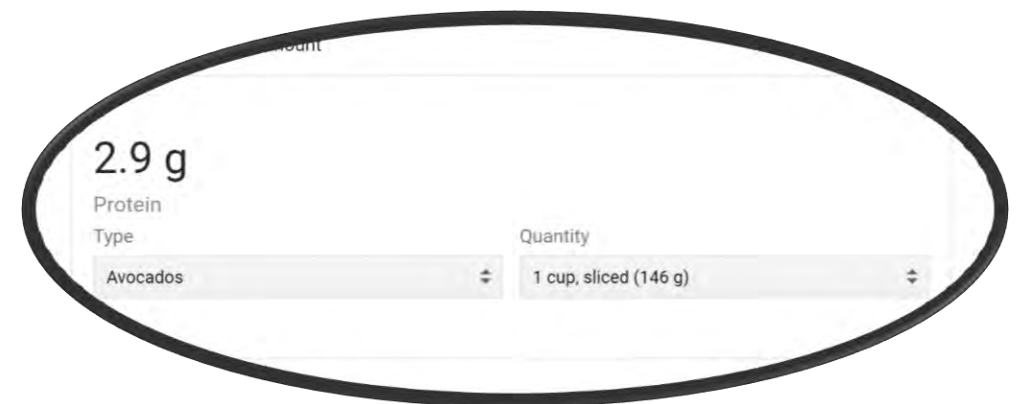 2.9 g
Protein
Type
Quantity
Avocados
1 cup, sliced (146 g)